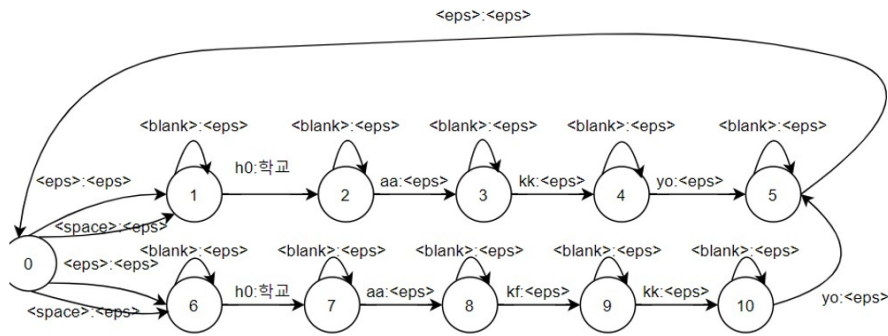 <eps>:<eps>
<blank>:<eps> <blank>:<eps> <blank>:<eps> <blank>:<eps> <blank>:<eps>
<eps>:<eps> h0:학교 aa:<eps> kk:<eps> yo:<eps>
1 2 3 4 5
<space>:<eps>
0 <eps>:<eps> <blank>:<eps> <blank>:<eps> <blank>:<eps> <blank>:<eps> <blank>:<eps>
h0:학교 aa:<eps> kf:<eps> kk:<eps>
6 7 8 9 10
<space>:<eps> yo:<eps>